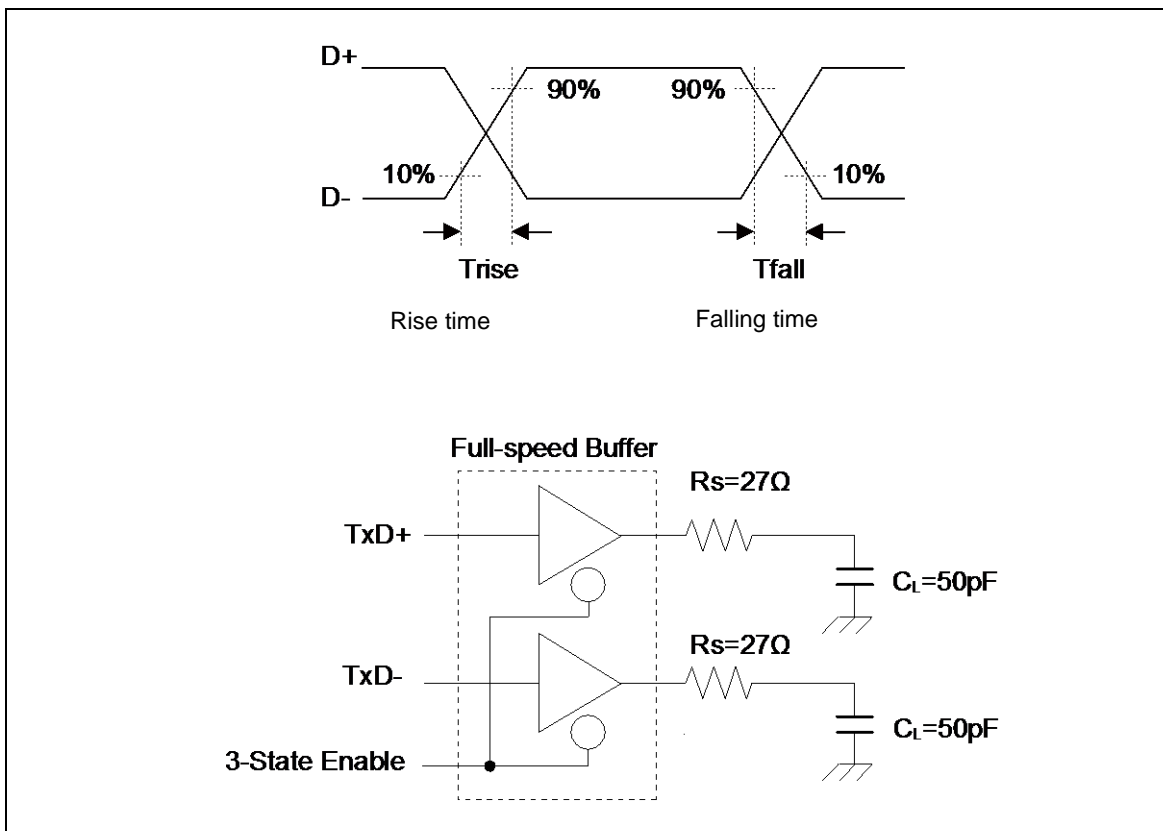 D+
90%
90%
10%
10%
D-
Trise
Tfall
Rise time
Falling time
Full-speed Buffer
Rs=27Ω
TxD+
CL=50pF
Rs=27Ω
TxD-
CL=50pF
3-State Enable